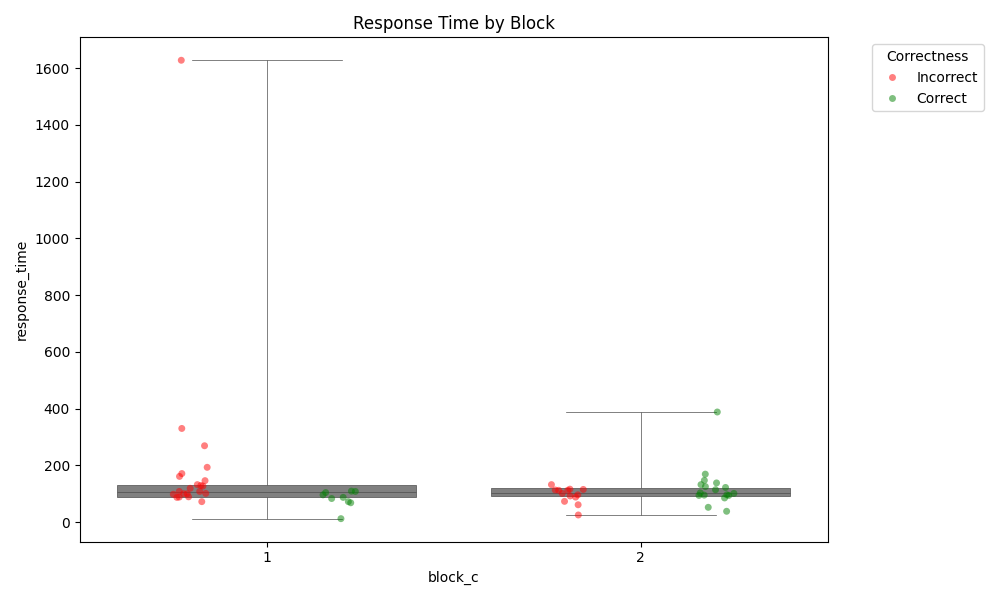 Response Time by Block
Correctness
Incorrect
Correct
1600
1400
1200
1000
800
600
400
200
0
response_time
1
2
block_c